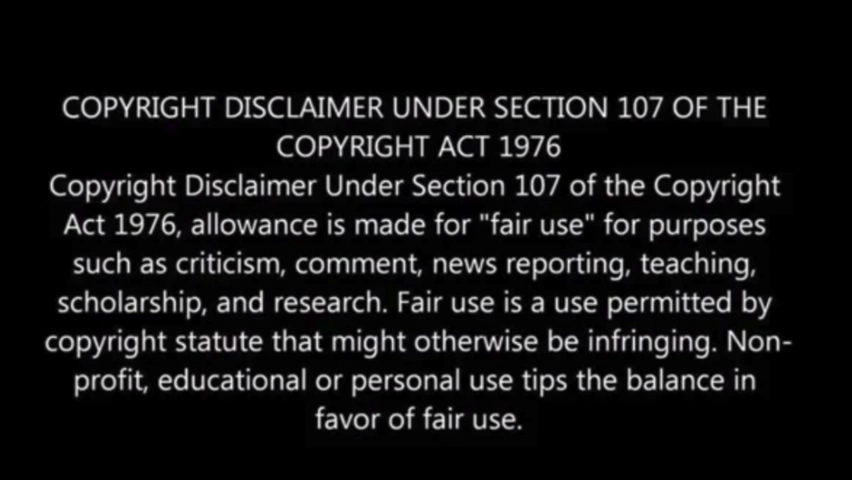 COPYRIGHT DISCLAIMER UNDER SECTION 107 OF THE
COPYRIGHT ACT 1976
Copyright Disclaimer Under Section 107 of the Copyright
Act 1976, allowance is made for "fair use" for purposes
such as criticism, comment, news reporting, teaching,
scholarship, and research. Fair use is a use permitted by
copyright statute that might otherwise be infringing. Non-
profit, educational or personal use tips the balance in
favor of fair use.